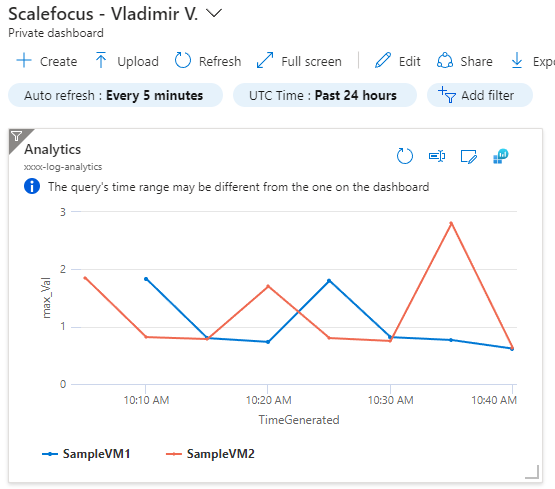 Scalefocus - Vladimir V.
Private dashboard
Create Upload Refresh Full screen Edit Share Expo
Auto refresh : Every 5 minutes UTC Time : Past 24 hours Add filter
Analytics
xxxx-log-analytics
The query's time range may be different from the one on the dashboard
3
2
max_Val
1
0
10:10 AM 10:20 AM 10:30 AM 10:40 AM
TimeGenerated
SampleVM1 SampleVM2